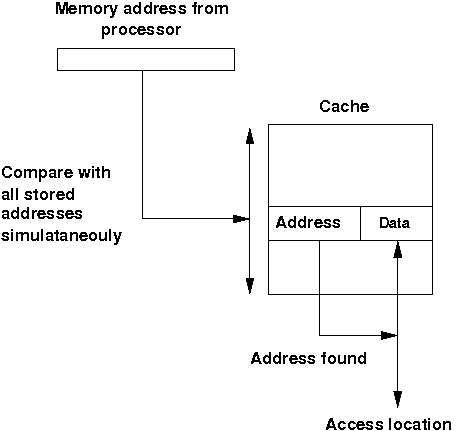 Memory address from
processor
Cache
Compare with
all stored
addresses
simulataneouly
Address
Data
Address found
Access location